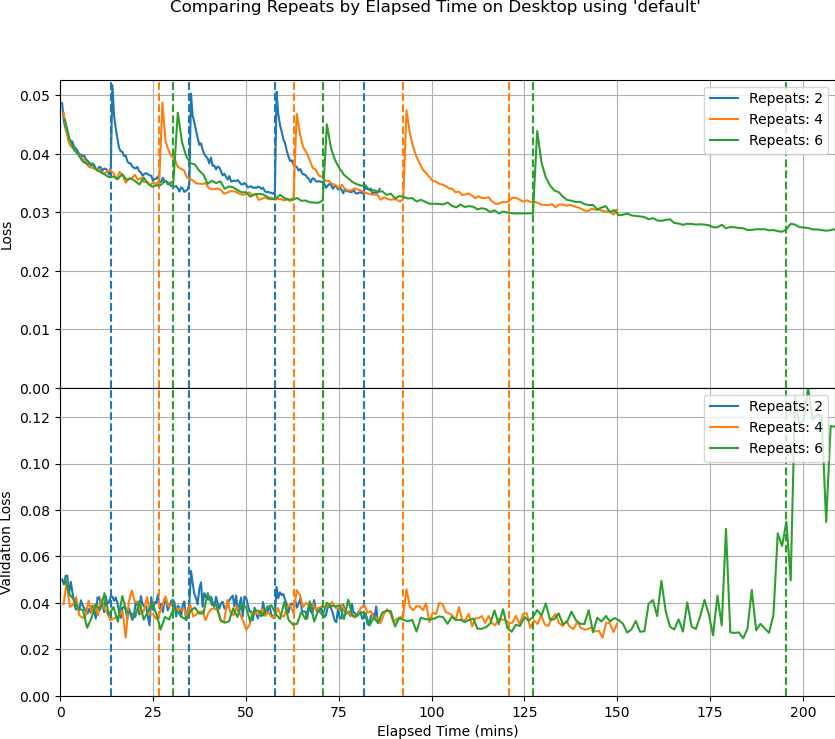 Comparing Repeats by Elapsed Time on Desktop using 'default'
0.05
0.04
0.03
0.02
0.01
0.00
Loss
Repeats: 2
Repeats: 4
Repeats: 6
0.12
0.10
0.08
0.06
0.04
0.02
0.00
Validation Loss
Repeats: 2
Repeats: 4
Repeats: 6
0 25 50 75 100 125 150 175 200
Elapsed Time (mins)